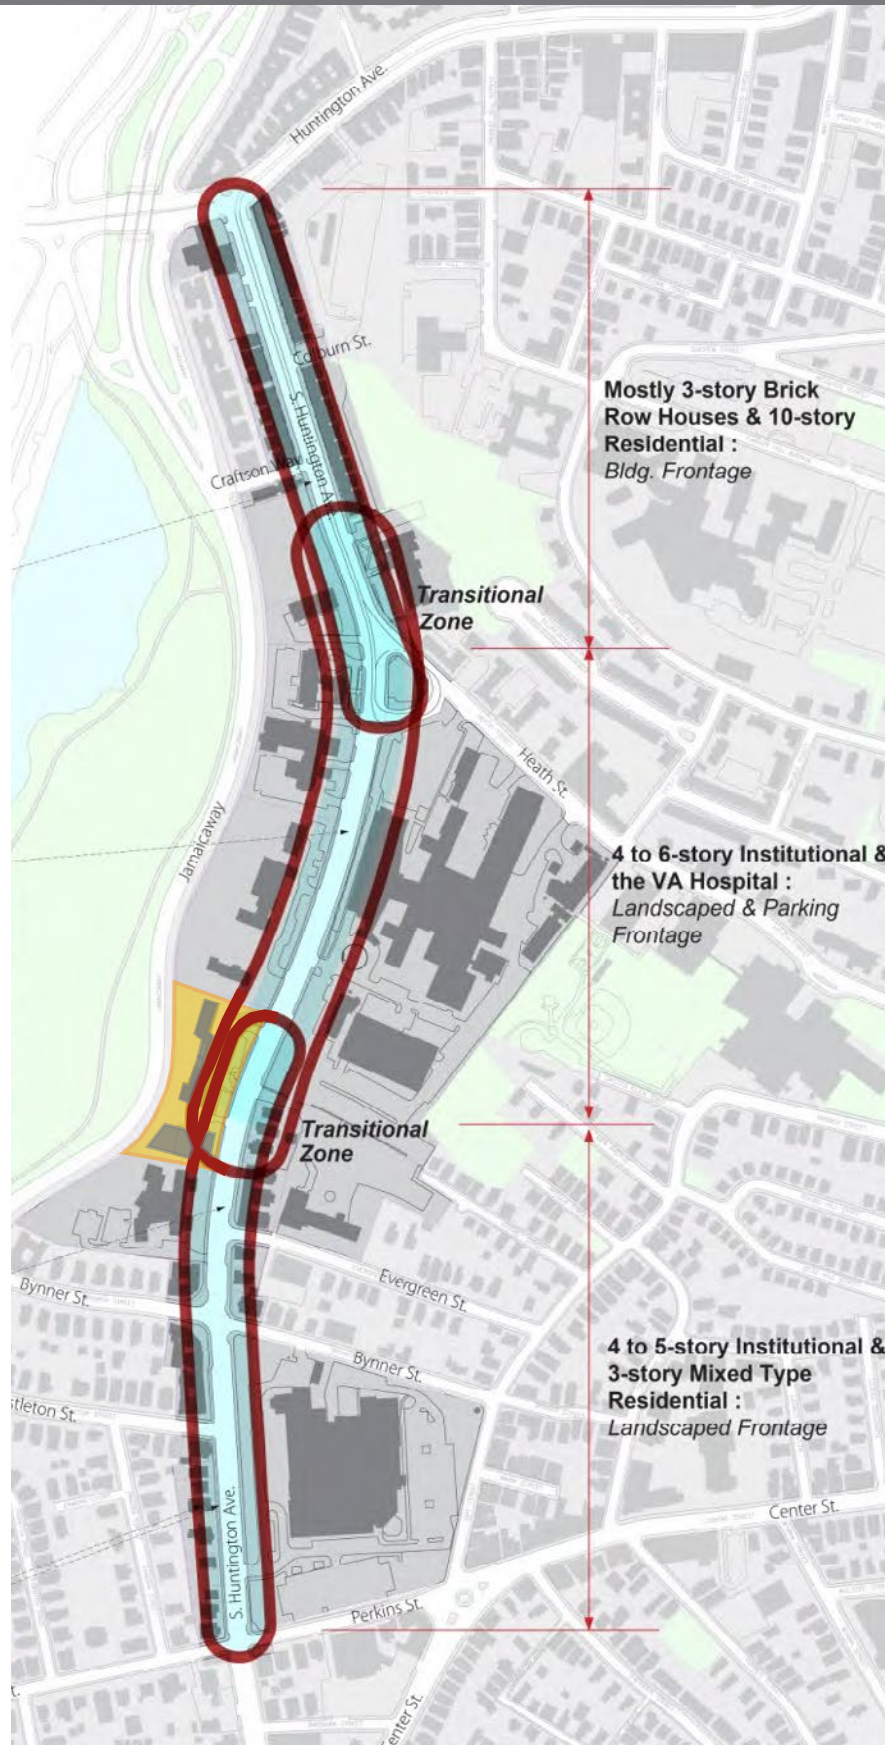 Huntington Ave.
Colburn St.
S. Huntington Ave.
Craftson Way
Mostly 3-story Brick
Row Houses & 10-story
Residential :
Bldg. Frontage
Transitional
Zone
Heath St.
Jamaicaway
4 to 6-story Institutional &
the VA Hospital :
Landscaped & Parking
Frontage
Transitional
Zone
Evergreen St.
Bynner St.
Bynner St.
4 to 5-story Institutional &
3-story Mixed Type
Residential :
Landscaped Frontage
stleton St.
S. Huntington Ave.
Center St.
Perkins St.
t.
enter St.